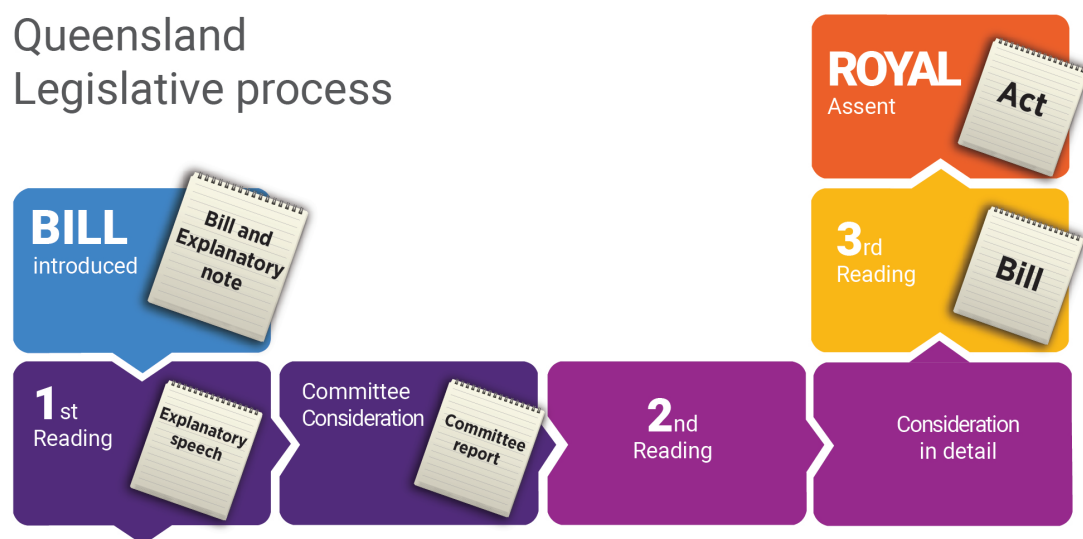 Queensland
Legislative process
ROYAL
Assent
Act
BILL
introduced
Bill and
Explanatory
note
3rd
Reading
Bill
1st
Reading
Explanatory
speech
Committee
Consideration
Committee
report
2nd
Reading
Consideration
in detail